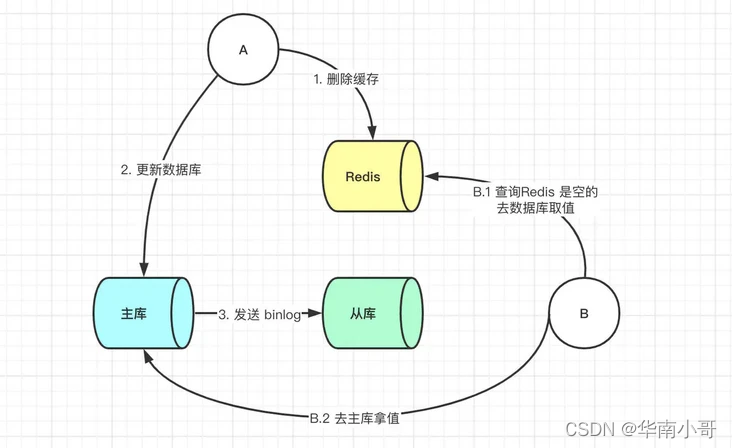 A
1. 删除缓存
2. 更新数据库
Redis
B.1 查询Redis 是空的
去数据库取值
主库
3. 发送 binlog
从库
B
B.2 去主库拿值
CSDN @华南小哥